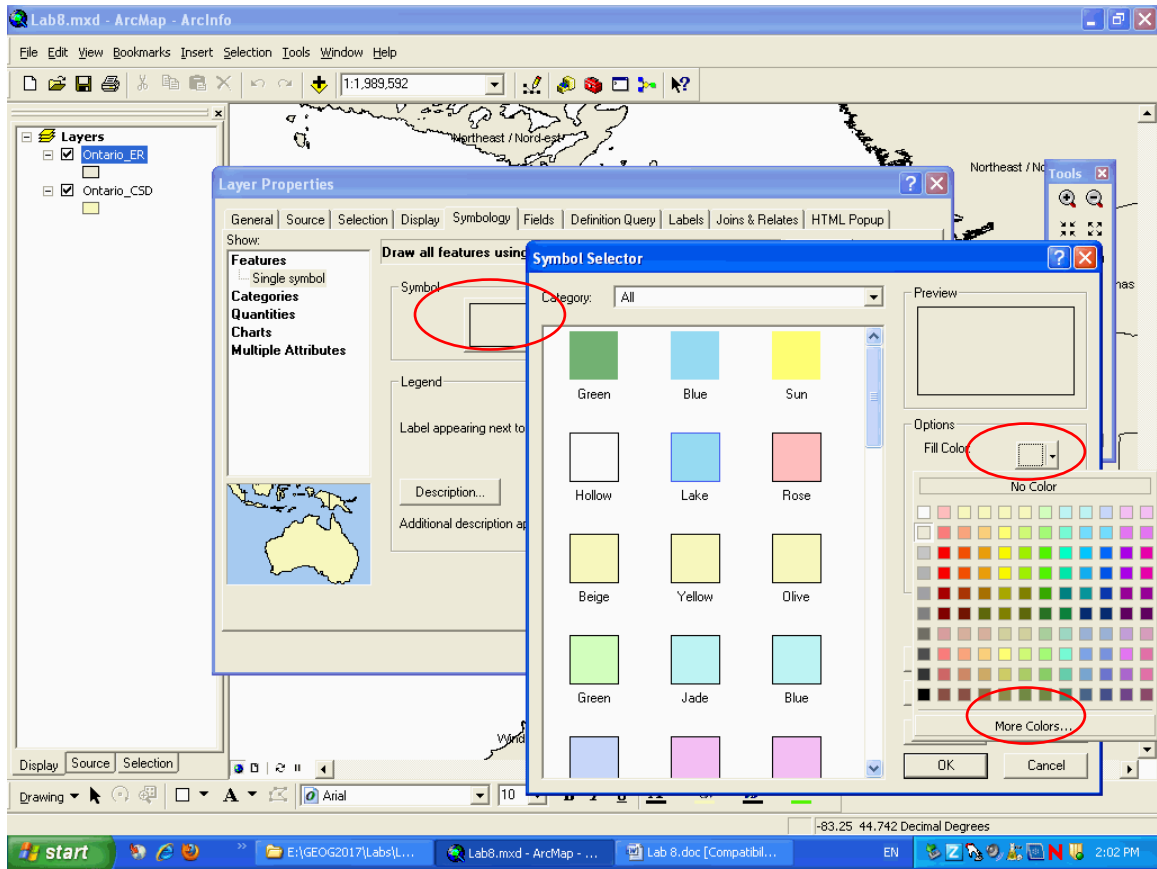 Lab8.mxd - ArcMap - ArcInfo
File Edit View Bookmarks Insert Selection Tools Window Help
1:1,989,592
Layers
Ontario_ER
Ontario_CSD
Northeast / Nord-est
Northeast / No
Tools
Layer Properties
General Source Selection Display Symbology Fields Definition Query Labels Joins & Relates HTML Popup
Show:
Features
Single symbol
Categories
Quantities
Charts
Multiple Attributes
Draw all features using
Symbol
Legend
Label appearing next to
Description...
Additional description ap
Symbol Selector
Category: All
Green Blue Sun
Hollow Lake Rose
Beige Yellow Olive
Green Jade Blue
Preview
Options
Fill Color:
No Color
More Colors...
OK Cancel
nas
Wind
Display Source Selection
Drawing A Arial 10 B I U A
-83.25 44.742 Decimal Degrees
start E:\GEOG2017\Labs\L... Lab8.mxd - ArcMap - ... Lab 8.doc [Compatibil... EN 2:02 PM